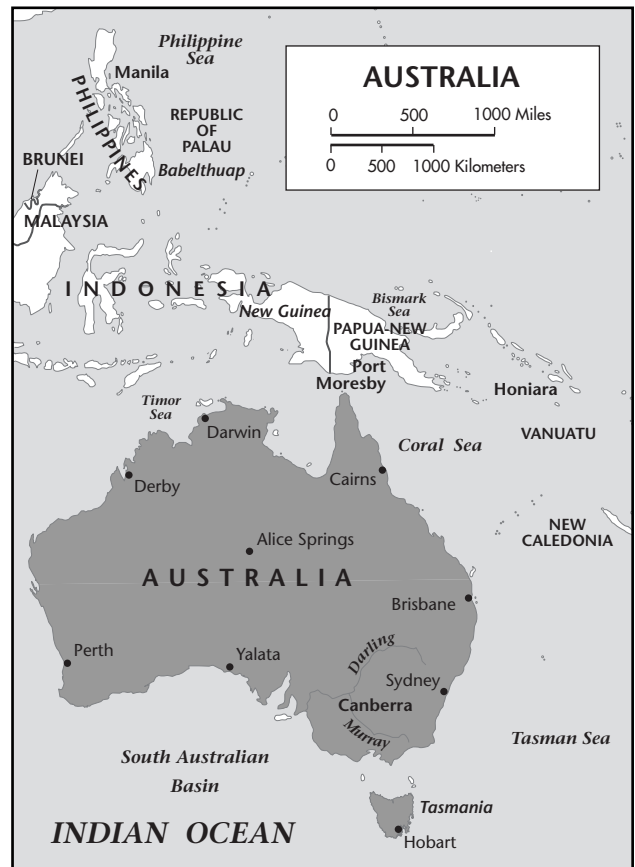 Philippine
Sea
Manila
PHILIPPINES
REPUBLIC
OF
PALAU
Babelthuap
BRUNEI
MALAYSIA
AUSTRALIA
0 500 1000 Miles
0 500 1000 Kilometers
INDONESIA
New Guinea
Bismark
Sea
PAPUA-NEW
GUINEA
Port
Moresby
Honiara
Timor
Sea
Darwin
Coral Sea
VANUATU
Derby
Cairns
Alice Springs
NEW
CALEDONIA
AUSTRALIA
Brisbane
Perth
Yalata
Darling
Sydney
Canberra
Murray
Tasman Sea
South Australian
Basin
Tasmania
INDIAN OCEAN
Hobart